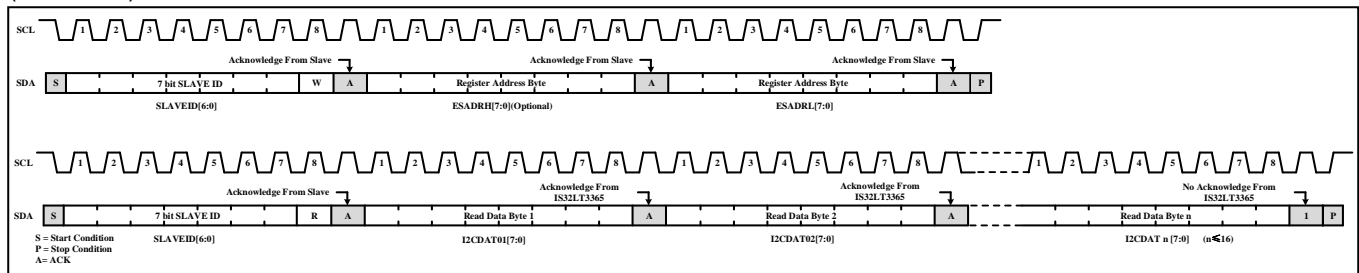 SCL 1 2 3 4 5 6 7 8 1 2 3 4 5 6 7 8 1 2 3 4 5 6 7 8
Acknowledge From Slave Acknowledge From Slave Acknowledge From Slave
SDA S 7 bit SLAVE ID W A Register Address Byte A Register Address Byte A P
SLAVEID[6:0] ESADRH[7:0](Optional) ESADRL[7:0]
SCL 1 2 3 4 5 6 7 8 1 2 3 4 5 6 7 8 1 2 3 4 5 6 7 8 1 2 3 4 5 6 7 8
Acknowledge From Slave Acknowledge From IS32LT3365 Acknowledge From IS32LT3365 No Acknowledge From IS32LT3365
SDA S 7 bit SLAVE ID R A Read Data Byte 1 A Read Data Byte 2 A Read Data Byte n 1 P
S = Start Condition SLAVEID[6:0] I2CDAT01[7:0] I2CDAT02[7:0] I2CDAT n [7:0] (n≤16)
P = Stop Condition
A= ACK